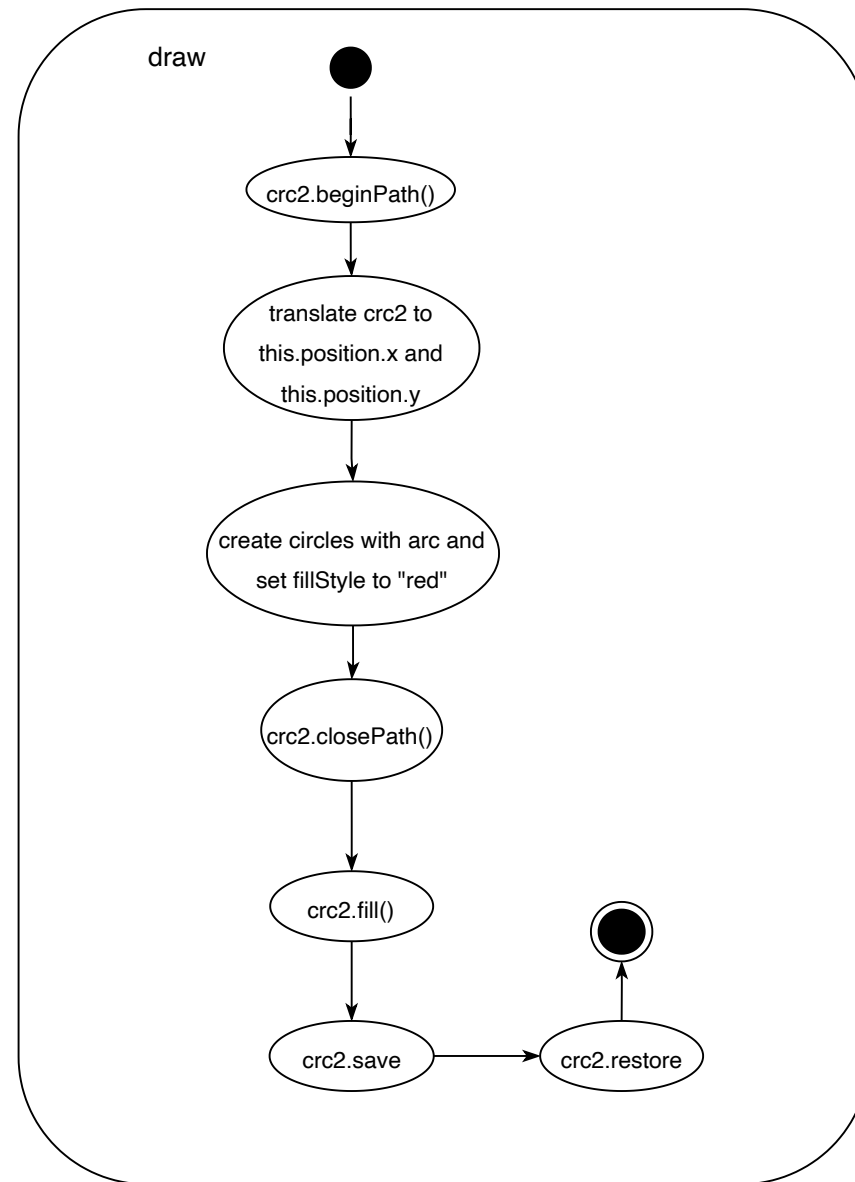 draw
crc2.beginPath()
translate crc2 to
this.position.x and
this.position.y
create circles with arc and
set fillStyle to "red"
crc2.closePath()
crc2.fill()
crc2.save
crc2.restore